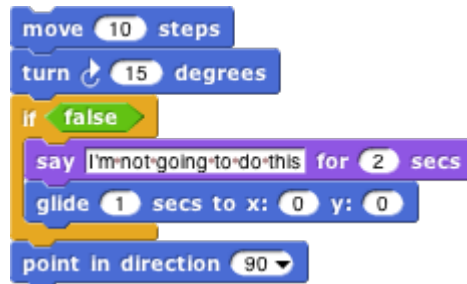 move 10 steps
turn 15 degrees
if false
say I'm not going to do this for 2 secs
glide 1 secs to x: 0 y: 0
point in direction 90